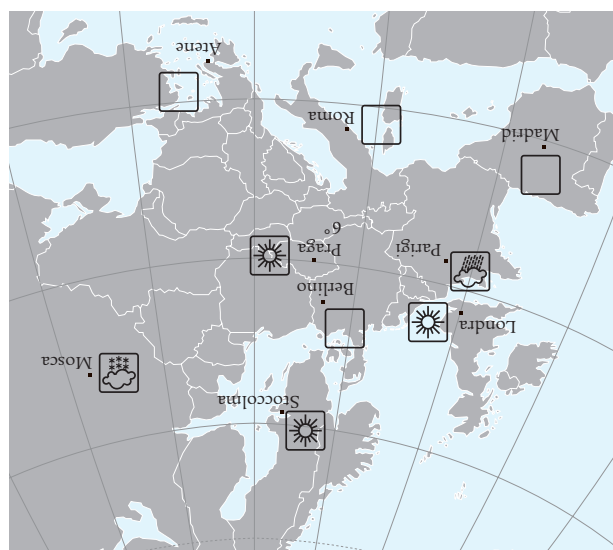 Stoccolma
Mosca
Londra
Berlino
Praga
Parigi
6°
Madrid
Roma
Atene